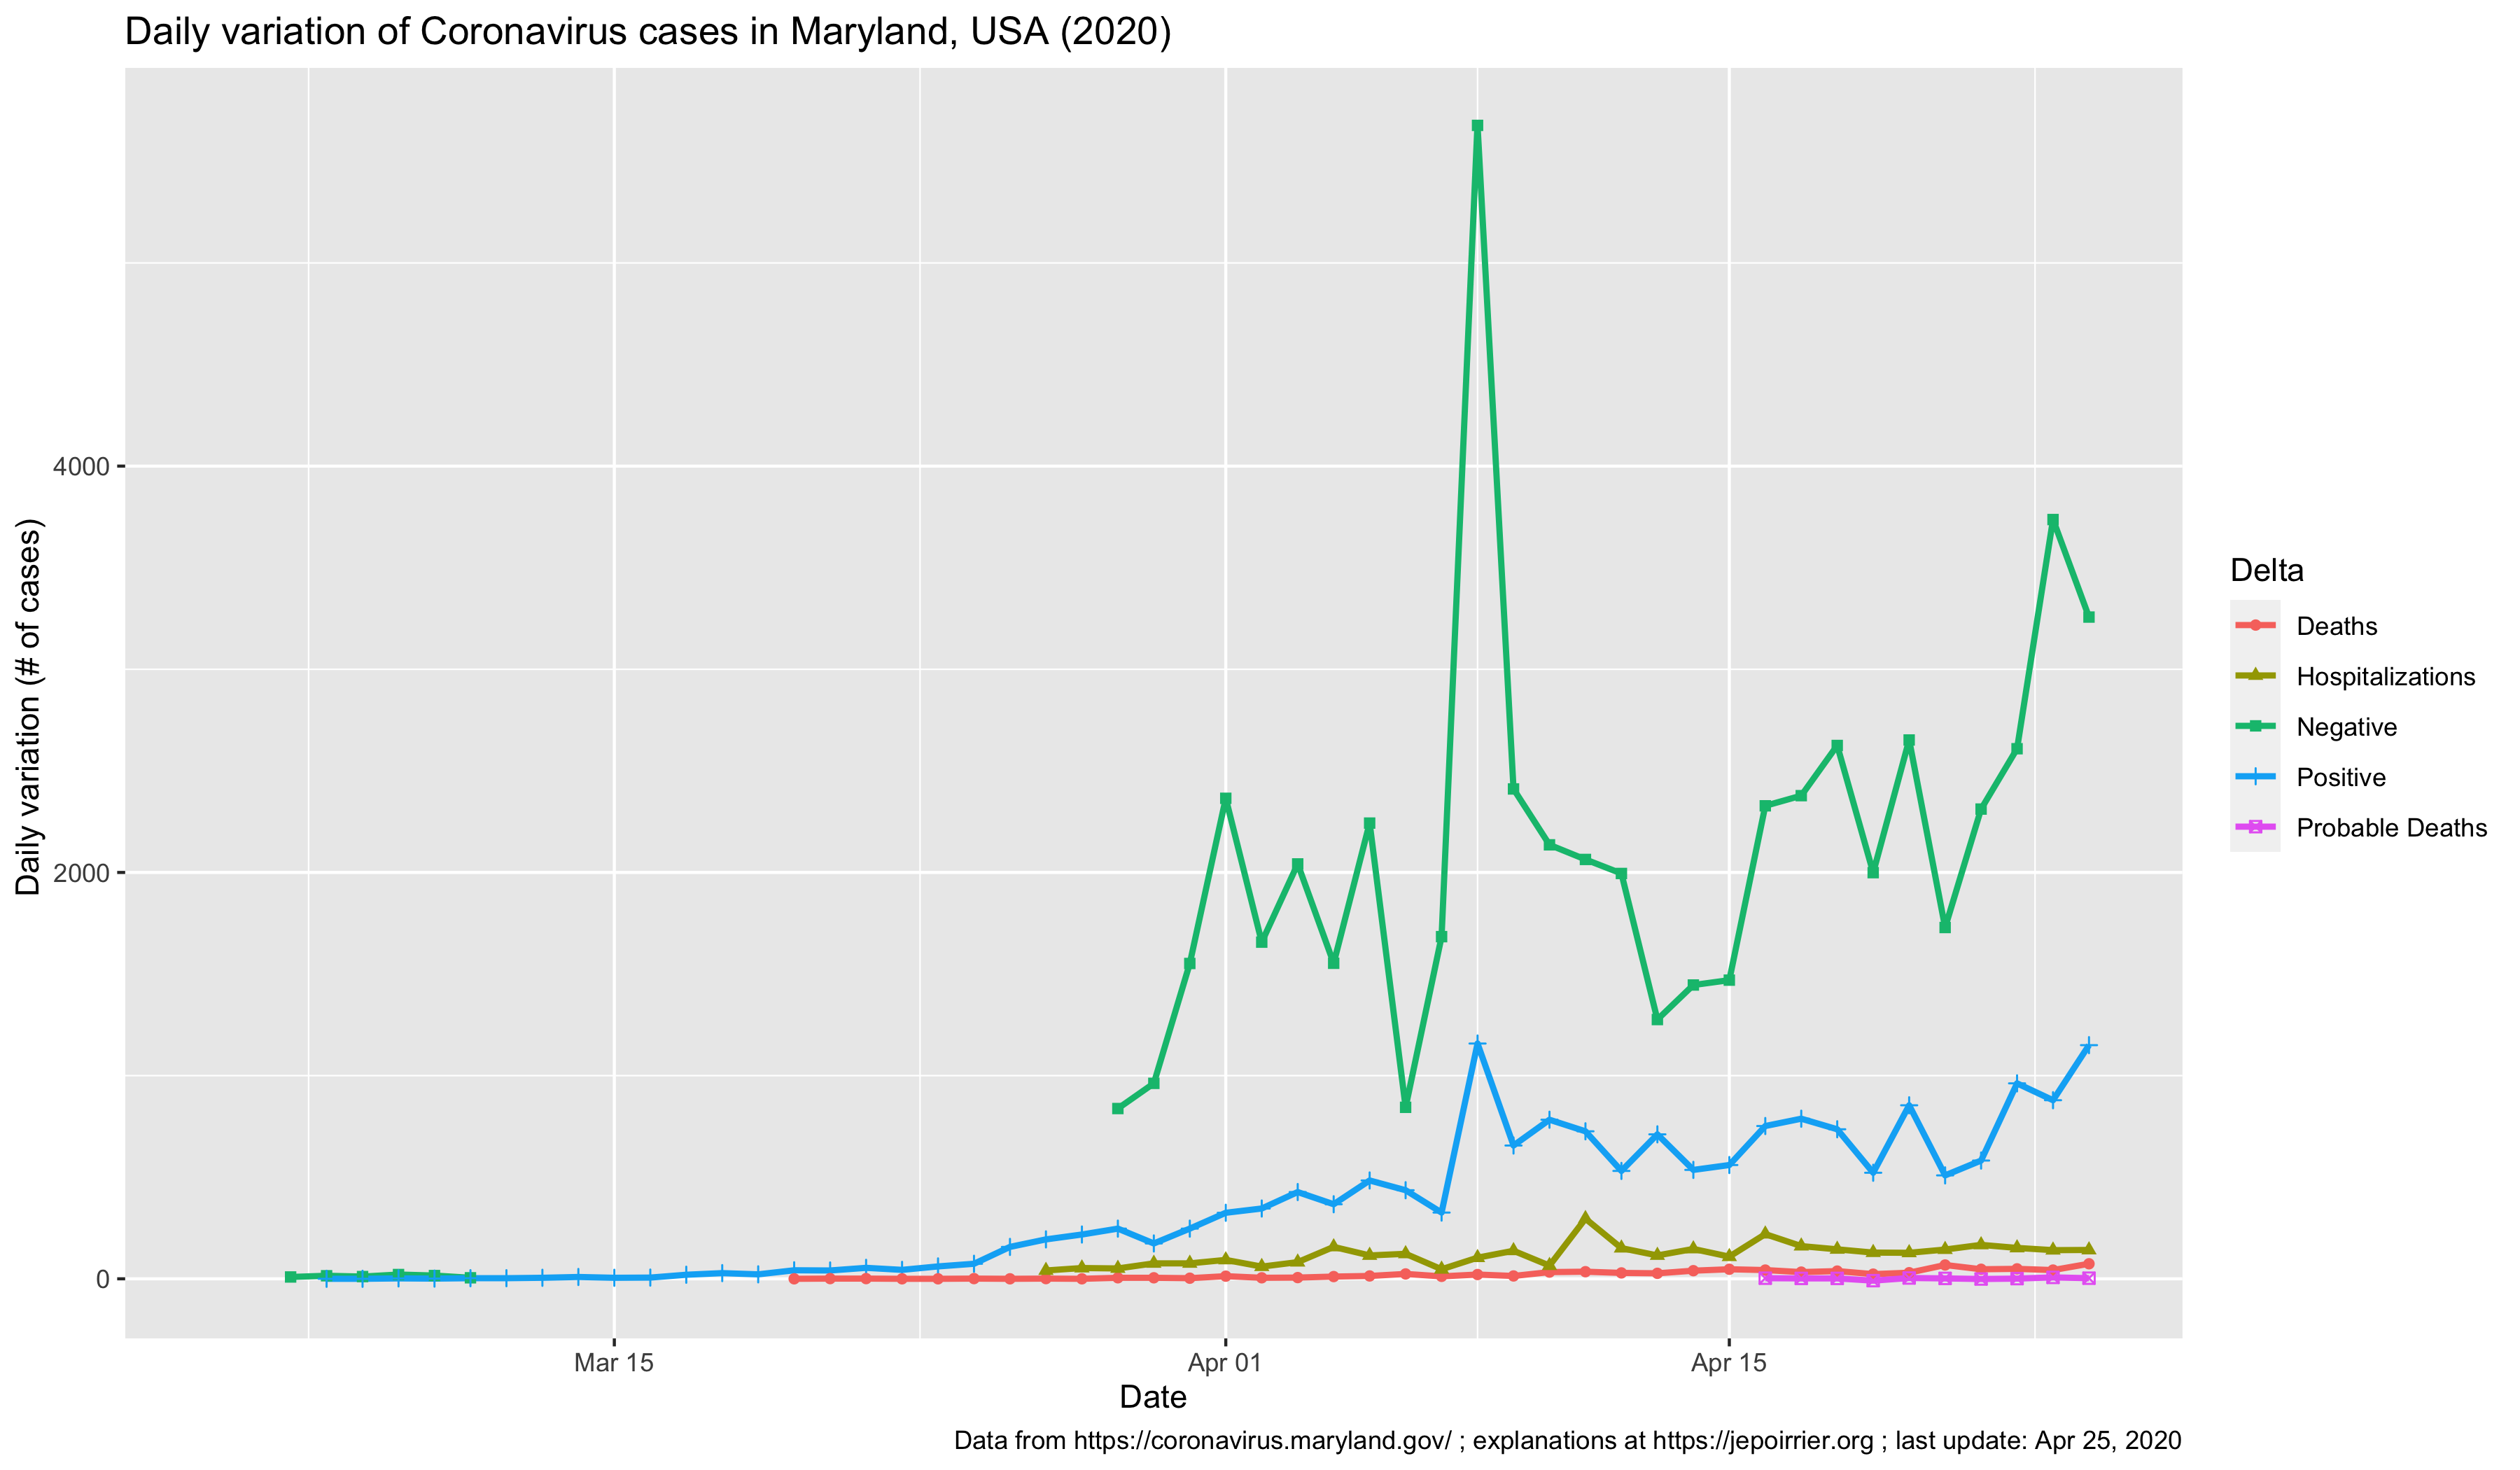 Daily variation of Coronavirus cases in Maryland, USA (2020)
Daily variation (# of cases)
4000
2000
0
Mar 15
Apr 01
Apr 15
Date
Delta
Deaths
Hospitalizations
Negative
Positive
Probable Deaths
Data from https://coronavirus.maryland.gov/ ; explanations at https://jepoirrier.org ; last update: Apr 25, 2020